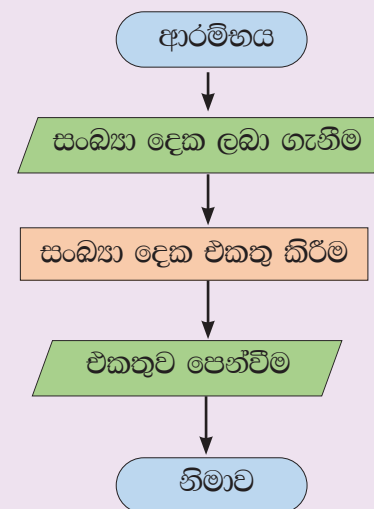 ආරම්භය
සංඛ්‍යා දෙක ලබා ගැනීම
සංඛ්‍යා දෙක එකතු කිරීම
එකතුව පෙන්වීම
නිමාව